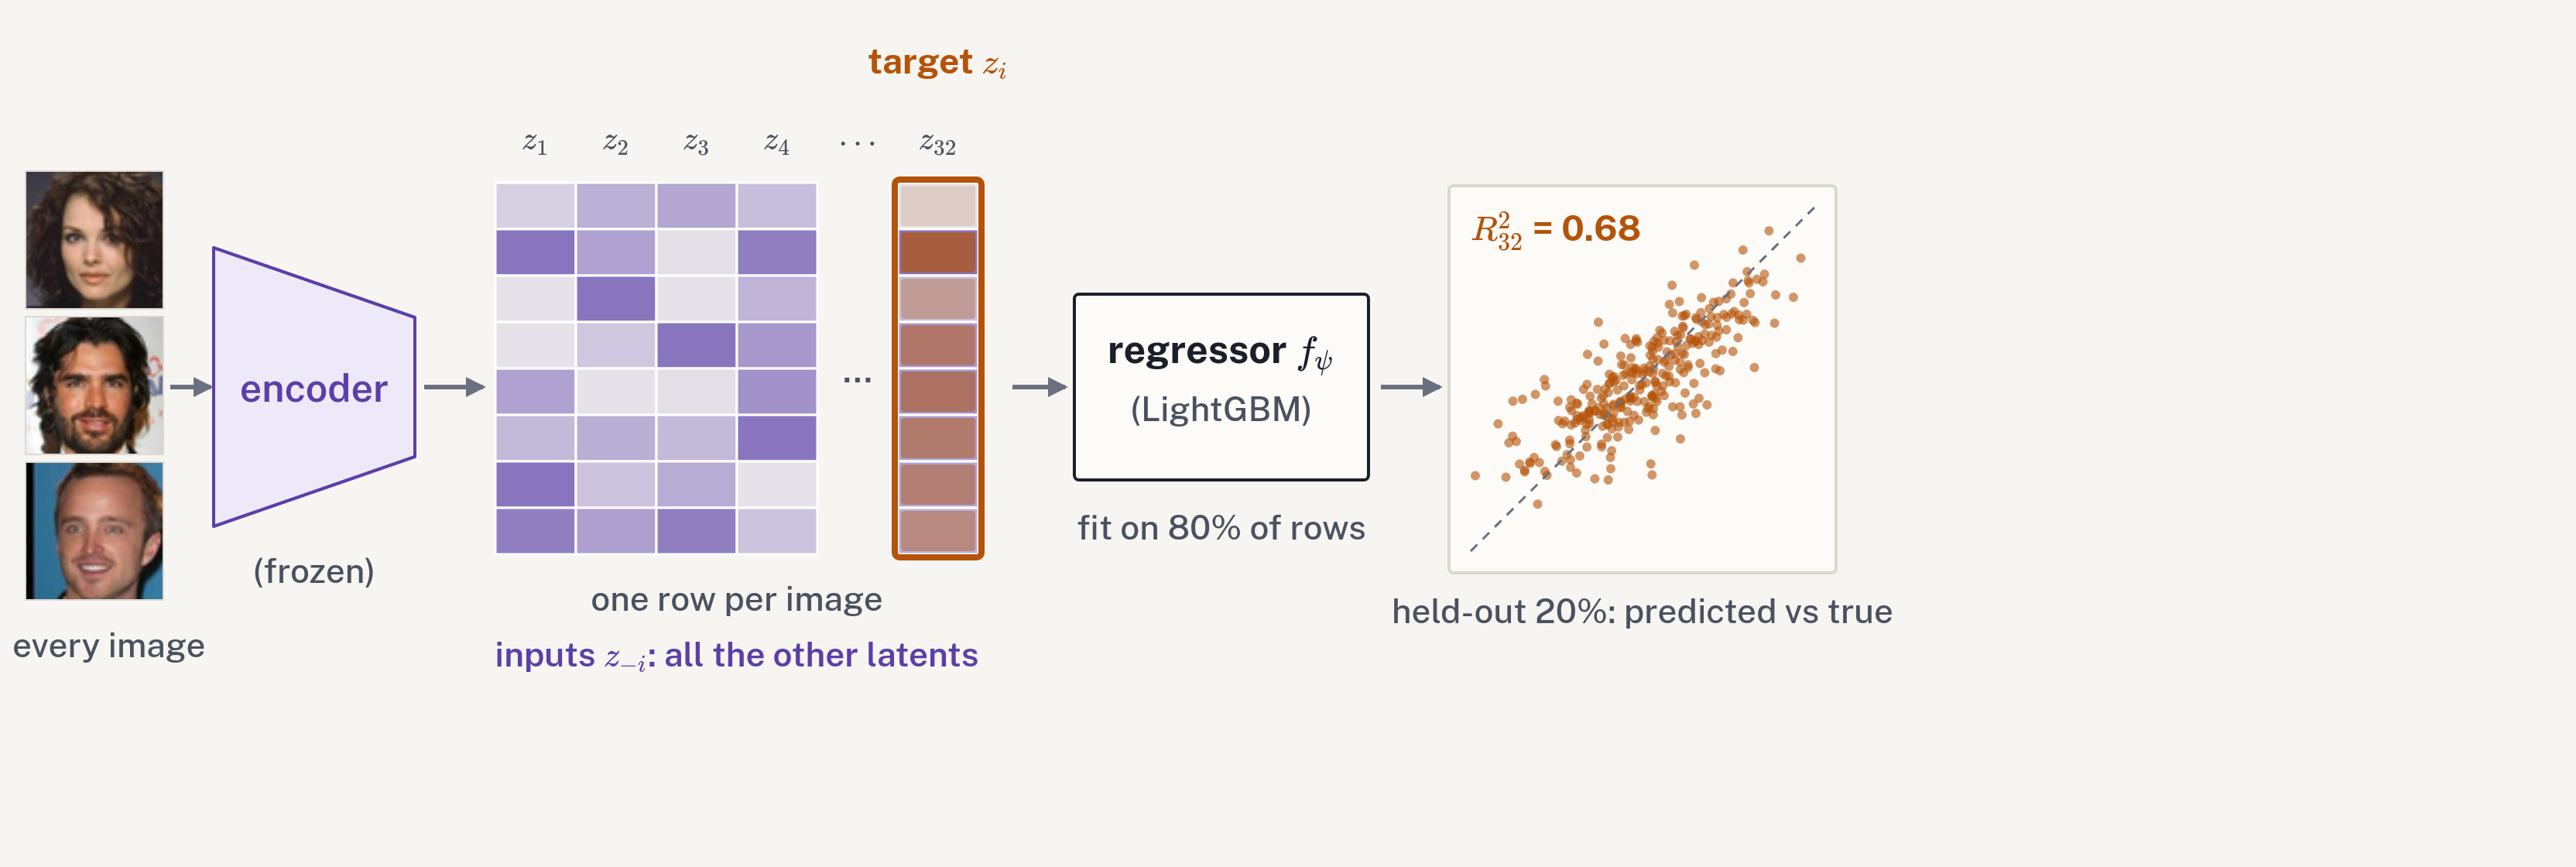 target z_i
z_1 z_2 z_3 z_4 ... z_32
encoder
(frozen)
every image
...
one row per image
inputs z_{-i}: all the other latents
regressor f_ψ
(LightGBM)
fit on 80% of rows
R^2_32 = 0.68
held-out 20%: predicted vs true